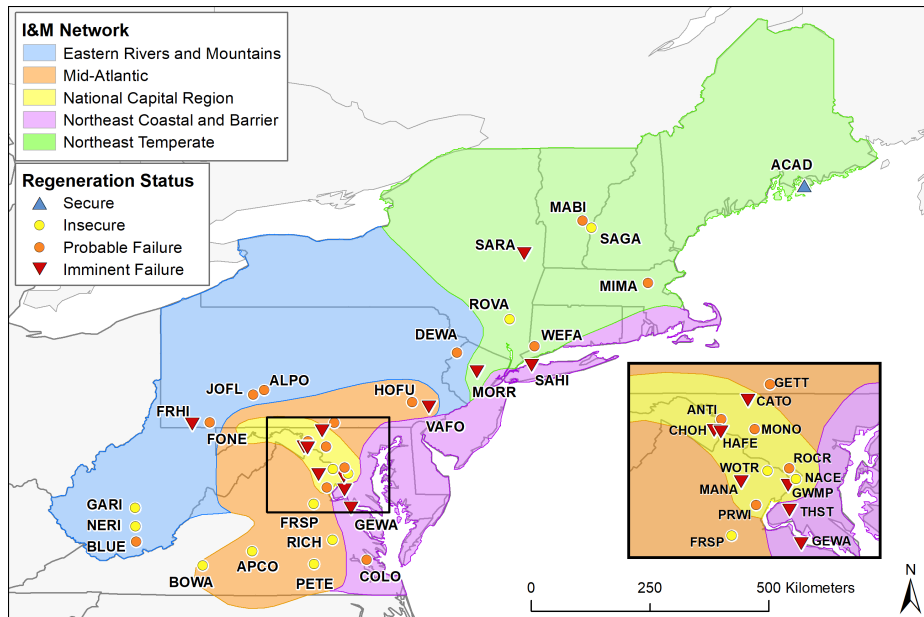 I&M Network
Eastern Rivers and Mountains
Mid-Atlantic
National Capital Region
Northeast Coastal and Barrier
Northeast Temperate
Regeneration Status
Secure
Insecure
Probable Failure
Imminent Failure
ACAD
MABI
SAGA
SARA
MIMA
ROVA
DEWA
WEFA
SAHI
MORR
JOFL
ALPO
HOFU
VAFO
FRHI
FONE
GARI
NERI
BLUE
FRSP
GEWA
RICH
BOWA
APCO
PETE
COLO
GETT
CATO
ANTI
MONO
CHOH
HAFE
WOTR
ROCR
NACE
MANA
GWMP
PRWI
THST
FRSP
GEWA
N
0 250 500 Kilometers